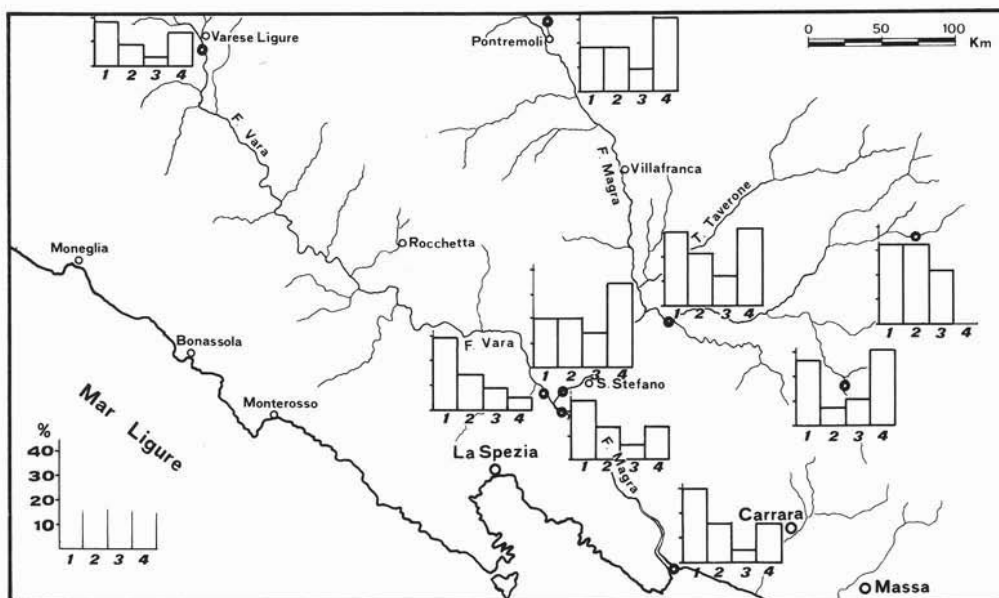 0 50 100
Km
Varese Ligure
Pontremoli
1 2 3 4
1 2 3 4
F. Vara
F. Magra
Villafranca
T. Taverone
Rocchetta
Moneglia
1 2 3 4
1 2 3 4
Bonassola
F. Vara
1 2 3 4
S. Stefano
Monterosso
1 2 3 4
1 2 3 4
Mar Ligure
%
40
30
20
10
1 2 3 4
La Spezia
1 2 3 4
F. Magra
Carrara
1 2 3 4
Massa